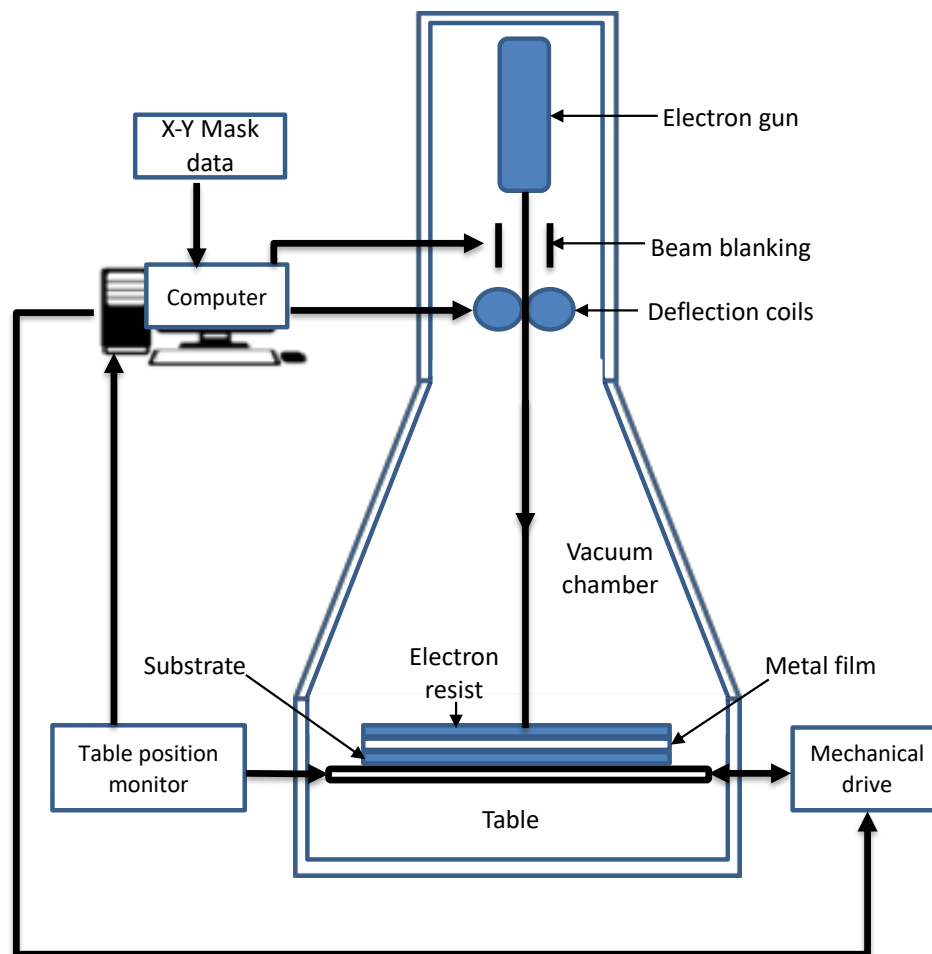 Electron gun
X-Y Mask
data
Beam blanking
Computer
Deflection coils
Vacuum
chamber
Substrate
Electron
resist
Metal film
Table position
monitor
Mechanical
drive
Table